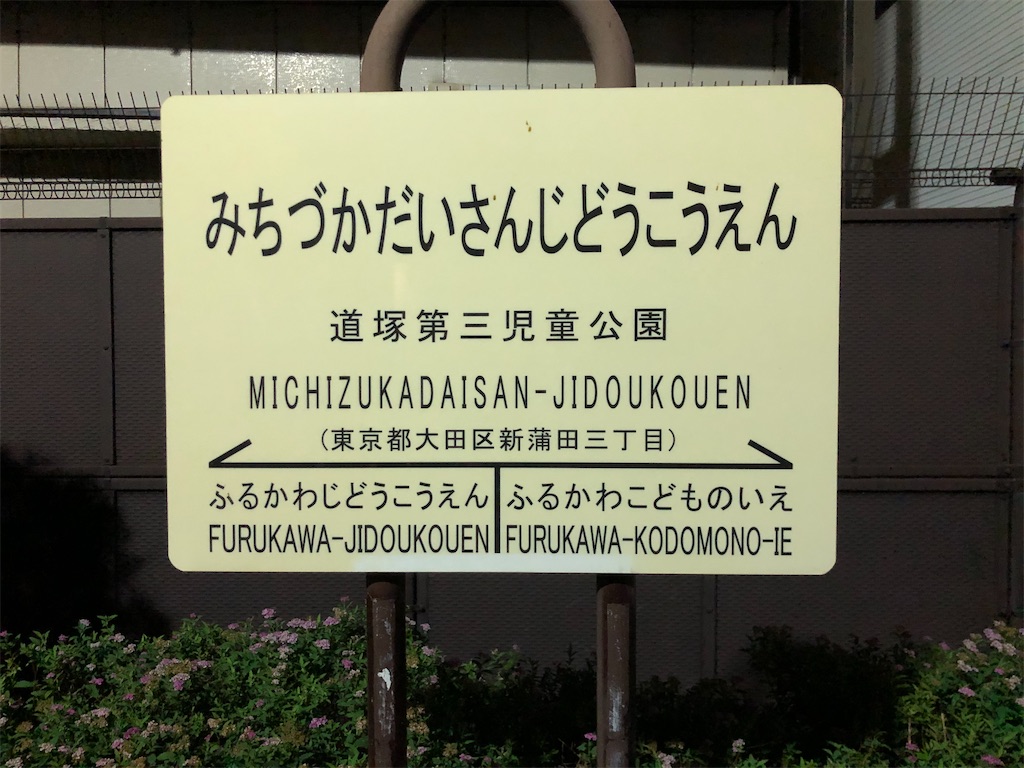 みちづかだいさんじどうこうえん
道塚第三児童公園
MICHIZUKADAISAN-JIDOUKOUEN
(東京都大田区新蒲田三丁目)
ふるかわじどうこうえん ふるかわこどものいえ
FURUKAWA-JIDOUKOUEN FURUKAWA-KODOMONO-IE